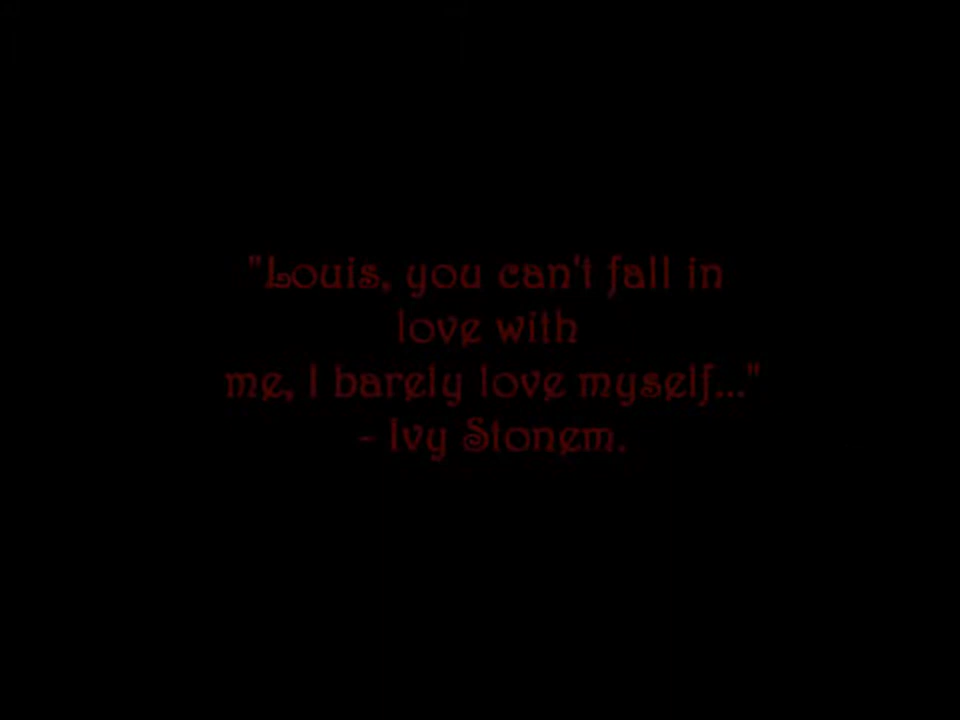 "Louis, you can't fall in
love with
me, I barely love myself..."
- Ivy Stonem.